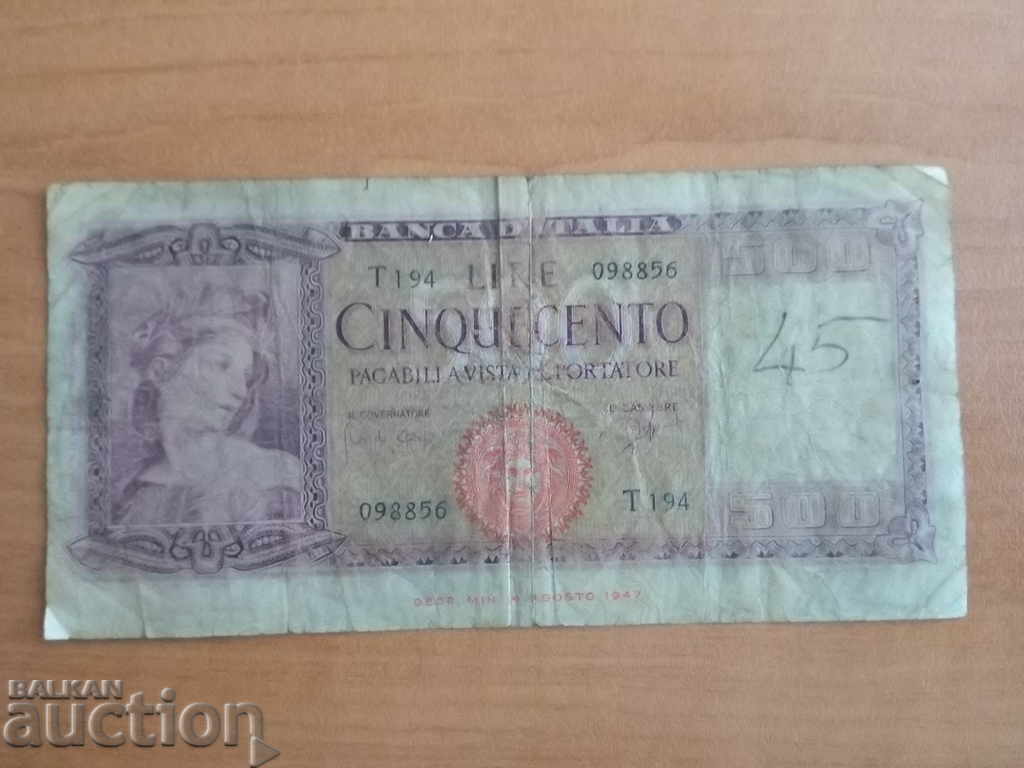 BANCA D'ITALIA
T194 LIRE 098856
500
CINQUECENTO
45
PAGABILI A VISTA AL PORTATORE
IL GOVERNATORE
IL CASSIERE
098856
T194
500
DECR. MIN. 14 AGOSTO 1947
BALKAN
auction